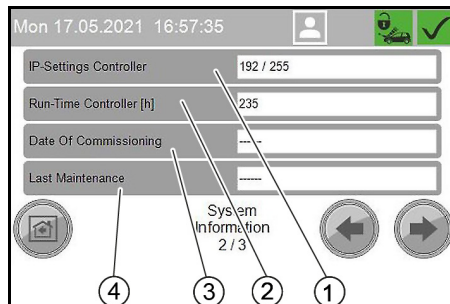 Mon 17.05.2021 16:57:35
IP-Settings Controller 192 / 255
Run-Time Controller [h] 235
Date Of Commissioning ------
Last Maintenance ------
System
Information
2 / 3
4 3 2 1